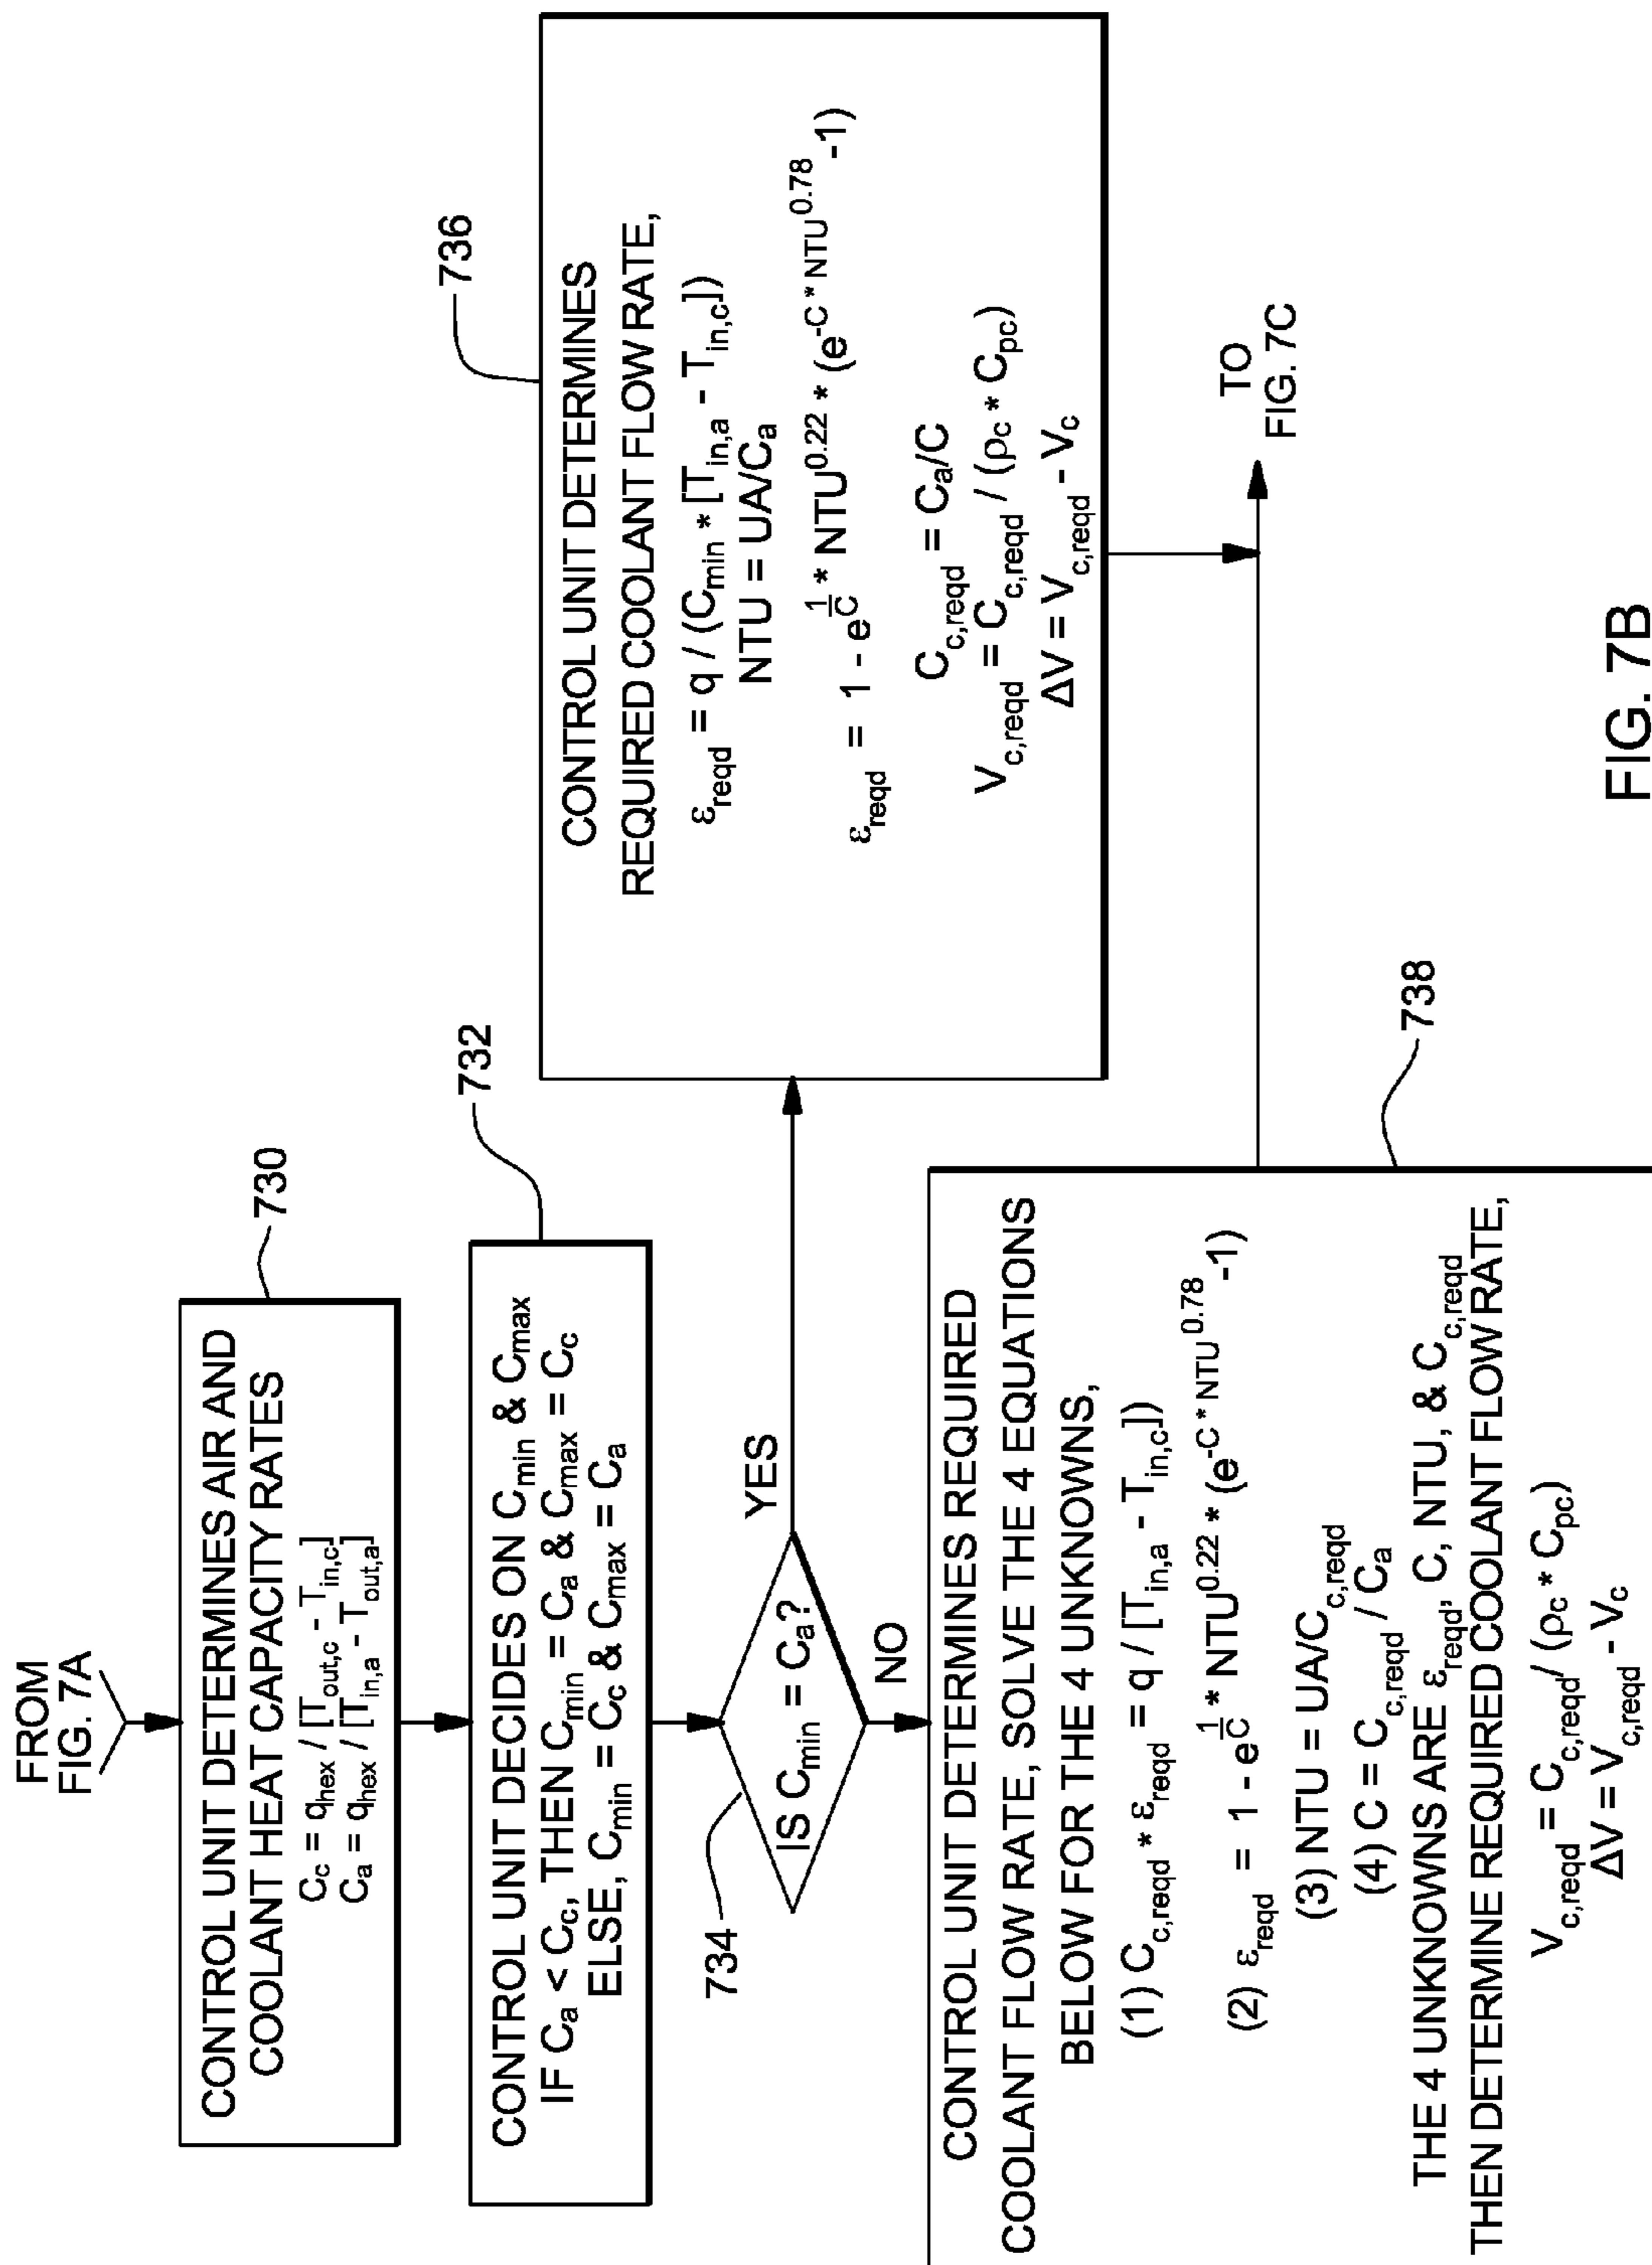 FROM
FIG. 7A
730
CONTROL UNIT DETERMINES AIR AND
COOLANT HEAT CAPACITY RATES
C_c = q_hex / [T_out,c - T_in,c]
C_a = q_hex / [T_in,a - T_out,a]
732
CONTROL UNIT DECIDES ON C_min & C_max
IF C_a < C_c, THEN C_min = C_a & C_max = C_c
ELSE, C_min = C_c & C_max = C_a
734
IS C_min = C_a?
YES
NO
736
CONTROL UNIT DETERMINES
REQUIRED COOLANT FLOW RATE,
ε_reqd = q / (C_min * [T_in,a - T_in,c])
NTU = UA/C_a
ε_reqd = 1 - e^(1/C) * NTU^0.22 * (e^(-C * NTU^0.78) -1)
C_c,reqd = C_a/C
V_c,reqd = C_c,reqd / (ρ_c * C_pc)
ΔV = V_c,reqd - V_c
738
CONTROL UNIT DETERMINES REQUIRED
COOLANT FLOW RATE, SOLVE THE 4 EQUATIONS
BELOW FOR THE 4 UNKNOWNS,
(1) C_c,reqd * ε_reqd = q / [T_in,a - T_in,c])
(2) ε_reqd = 1 - e^(1/C) * NTU^0.22 * (e^(-C * NTU^0.78) -1)
(3) NTU = UA/C_c,reqd
(4) C = C_c,reqd / C_a
THE 4 UNKNOWNS ARE ε_reqd, C, NTU, & C_c,reqd
THEN DETERMINE REQUIRED COOLANT FLOW RATE,
V_c,reqd = C_c,reqd / (ρ_c * C_pc)
ΔV = V_c,reqd - V_c
TO
FIG. 7C
FIG. 7B